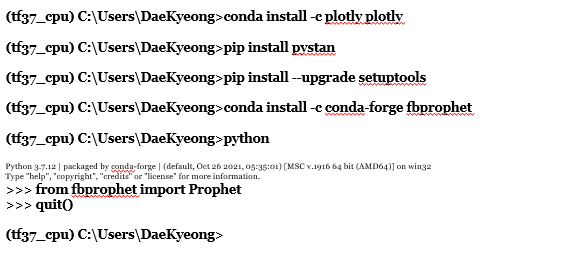 (tf37_cpu) C:\Users\DaeKyeong>conda install -c plotly plotly
(tf37_cpu) C:\Users\DaeKyeong>pip install pystan
(tf37_cpu) C:\Users\DaeKyeong>pip install --upgrade setuptools
(tf37_cpu) C:\Users\DaeKyeong>conda install -c conda-forge fbprophet
(tf37_cpu) C:\Users\DaeKyeong>python
Python 3.7.12 | packaged by conda-forge | (default, Oct 26 2021, 05:35:01) [MSC v.1916 64 bit (AMD64)] on win32
Type "help", "copyright", "credits" or "license" for more information.
>>> from fbprophet import Prophet
>>> quit()
(tf37_cpu) C:\Users\DaeKyeong>